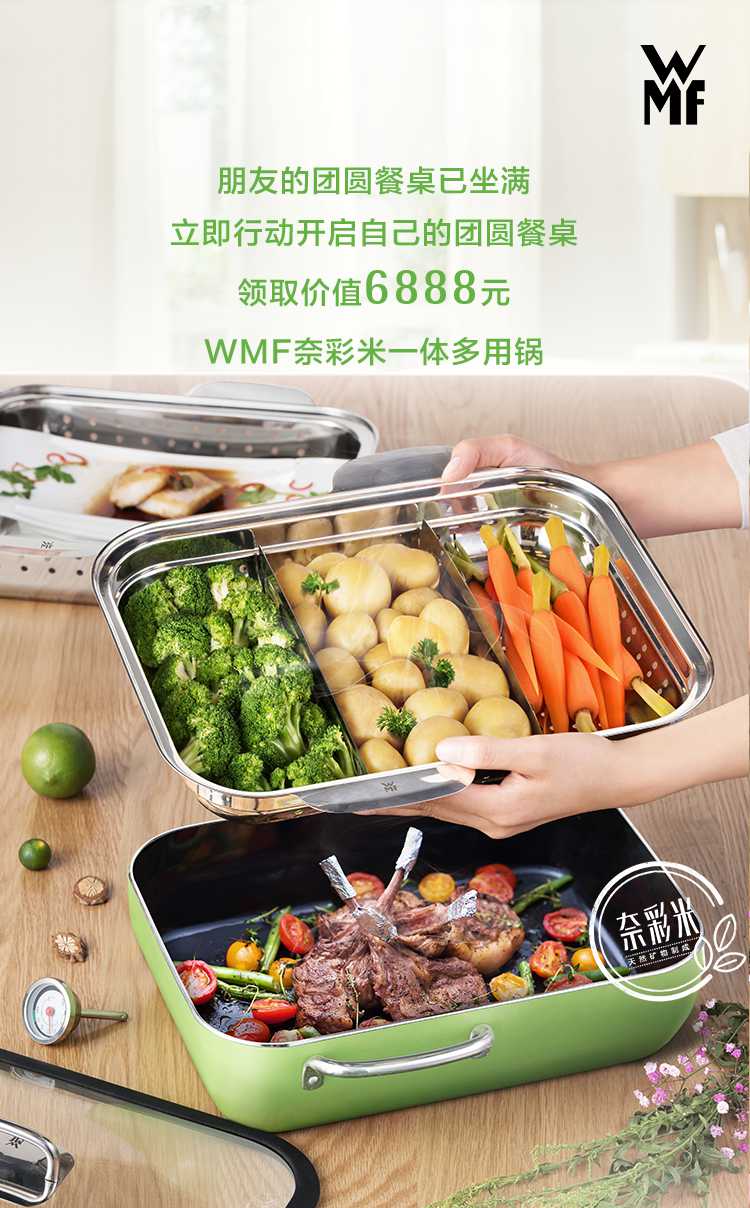 WMF
朋友的团圆餐桌已坐满
立即行动开启自己的团圆餐桌
领取价值6888元
WMF奈彩米一体多用锅
奈彩米
天然矿物制成